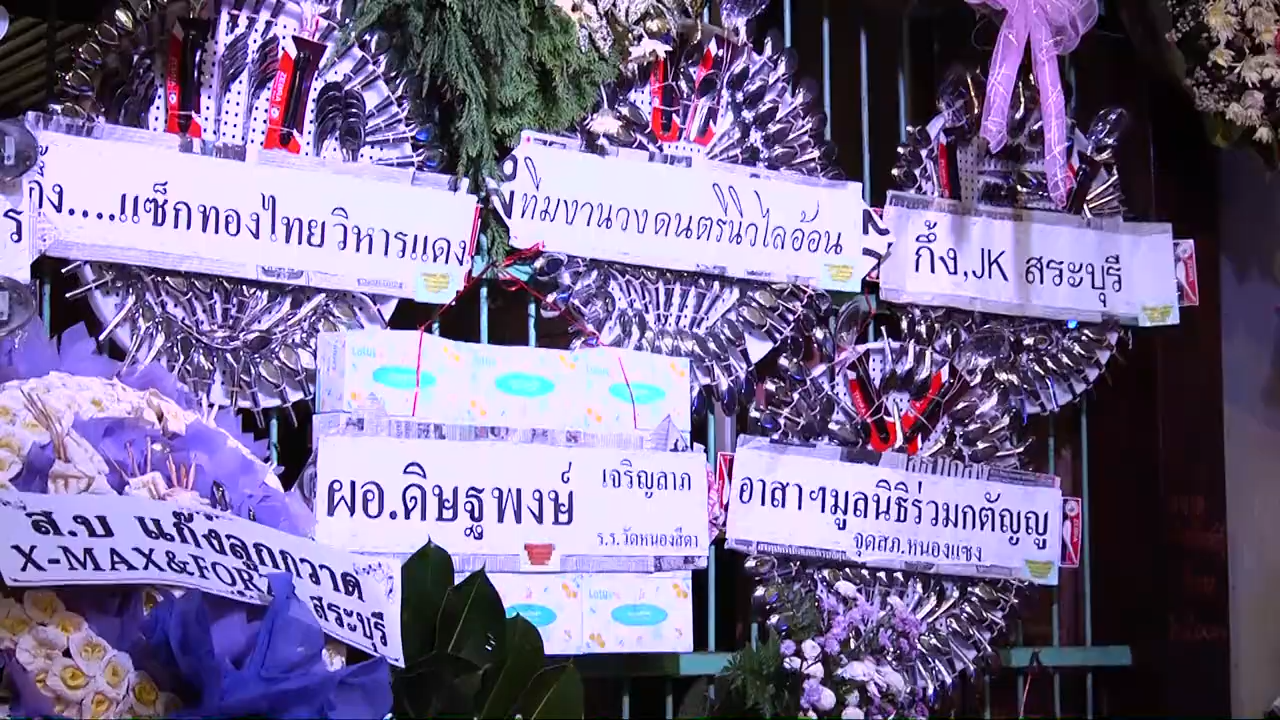 กึ้ง....แซ็กทองไทยวิหารแดง
ทีมงานวงดนตรีนิวไลอ้อน
กึ้ง,JK สระบุรี
ผอ.ดิษฐพงษ์ เจริญลาภ
ร.ร.วัดหนองสีดา
อาสาฯมูลนิธิร่วมกตัญญู
จุดสภ.หนองแซง
ส.บ แก๊งลูกกวาด
X-MAX&FORZA สระบุรี
ZEBRA
Lotus